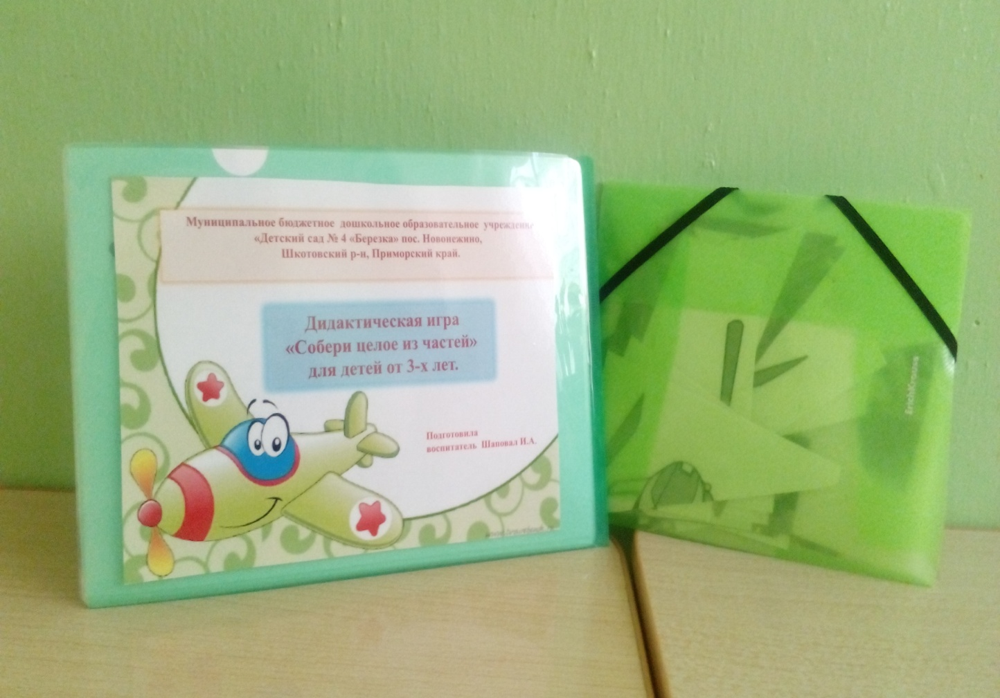 Муниципальное бюджетное дошкольное образовательное учреждение
«Детский сад № 4 «Березка» пос. Новонежино,
Шкотовский р-н, Приморский край.
Дидактическая игра
«Собери целое из частей»
для детей от 3-х лет.
Подготовила
воспитатель Шаповал И.А.
ErichKrause